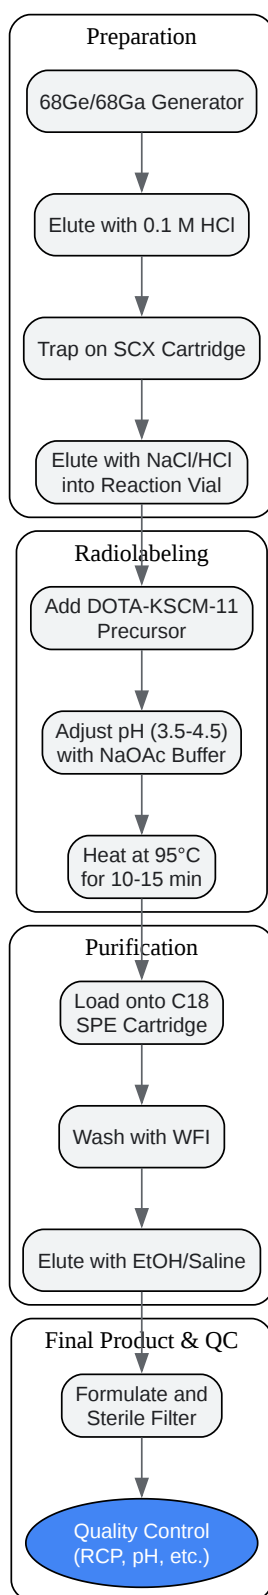 Preparation
68Ge/68Ga Generator
Elute with 0.1 M HCl
Trap on SCX Cartridge
Elute with NaCl/HCl
into Reaction Vial
Radiolabeling
Add DOTA-KSCM-11
Precursor
Adjust pH (3.5-4.5)
with NaOAc Buffer
Heat at 95°C
for 10-15 min
Purification
Load onto C18
SPE Cartridge
Wash with WFI
Elute with EtOH/Saline
Final Product & QC
Formulate and
Sterile Filter
Quality Control
(RCP, pH, etc.)